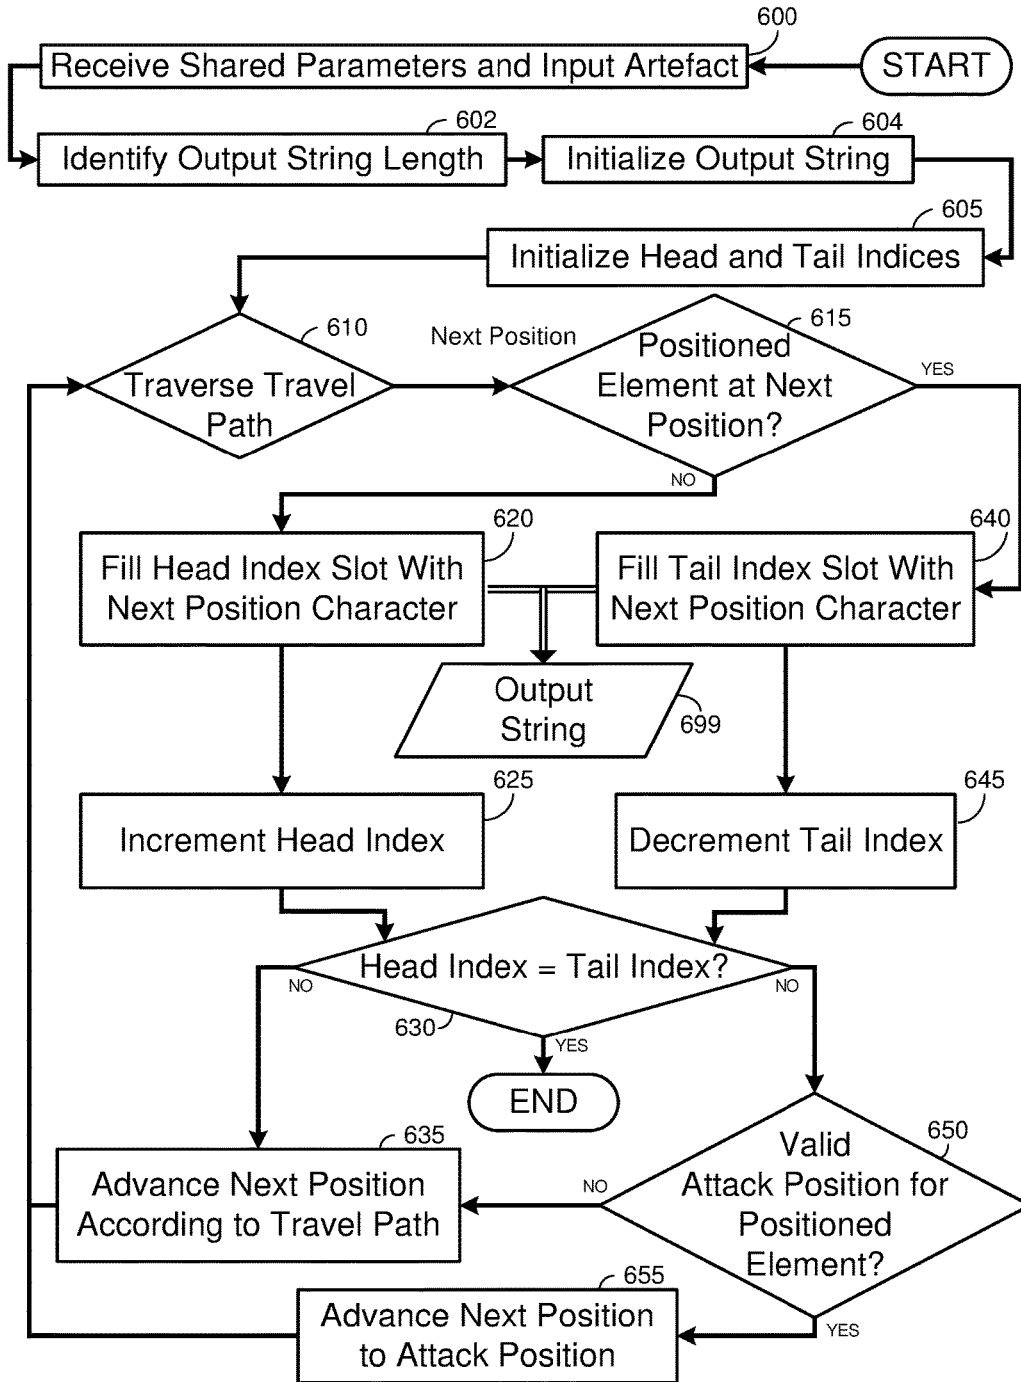 600
Receive Shared Parameters and Input Artefact
START
602
Identify Output String Length
604
Initialize Output String
605
Initialize Head and Tail Indices
610
Traverse Travel
Path
Next Position
615
Positioned
Element at Next
Position?
YES
NO
620
Fill Head Index Slot With
Next Position Character
640
Fill Tail Index Slot With
Next Position Character
Output
String
699
625
Increment Head Index
645
Decrement Tail Index
Head Index = Tail Index?
NO
NO
630
YES
END
635
Advance Next Position
According to Travel Path
650
Valid
Attack Position for
Positioned
Element?
NO
YES
655
Advance Next Position
to Attack Position